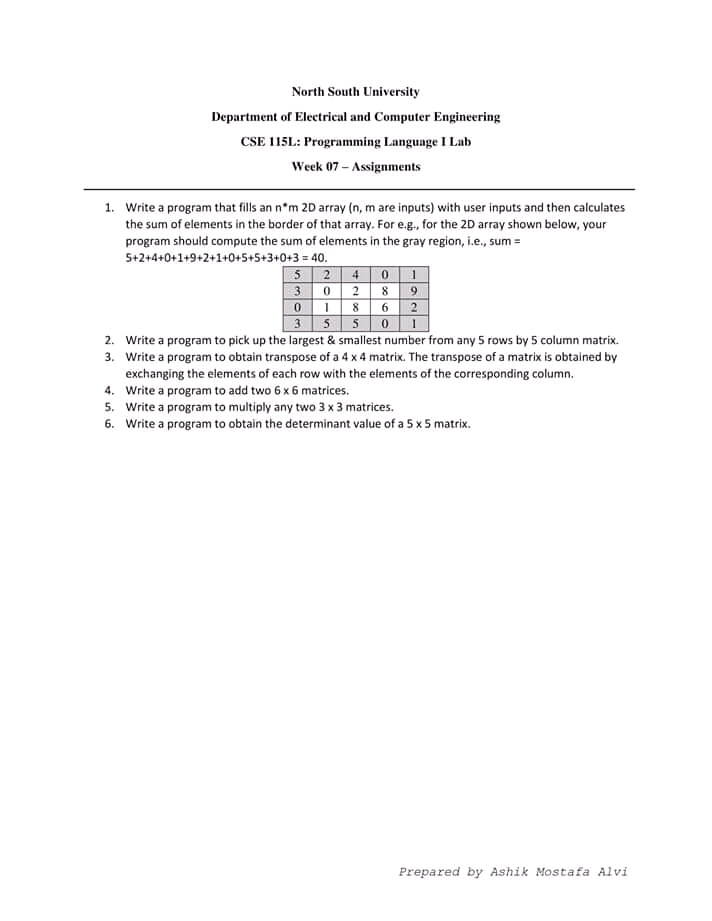 North South University
Department of Electrical and Computer Engineering
CSE 115L: Programming Language I Lab
Week 07 – Assignments
1. Write a program that fills an n*m 2D array (n, m are inputs) with user inputs and then calculates
the sum of elements in the border of that array. For e.g., for the 2D array shown below, your
program should compute the sum of elements in the gray region, i.e., sum =
5+2+4+0+1+9+2+1+0+5+5+3+0+3 = 40.
5 2 4 0 1
3 0 2 8 9
0 1 8 6 2
3 5 5 0 1
2. Write a program to pick up the largest & smallest number from any 5 rows by 5 column matrix.
3. Write a program to obtain transpose of a 4 x 4 matrix. The transpose of a matrix is obtained by
exchanging the elements of each row with the elements of the corresponding column.
4. Write a program to add two 6 x 6 matrices.
5. Write a program to multiply any two 3 x 3 matrices.
6. Write a program to obtain the determinant value of a 5 x 5 matrix.
Prepared by Ashik Mostafa Alvi